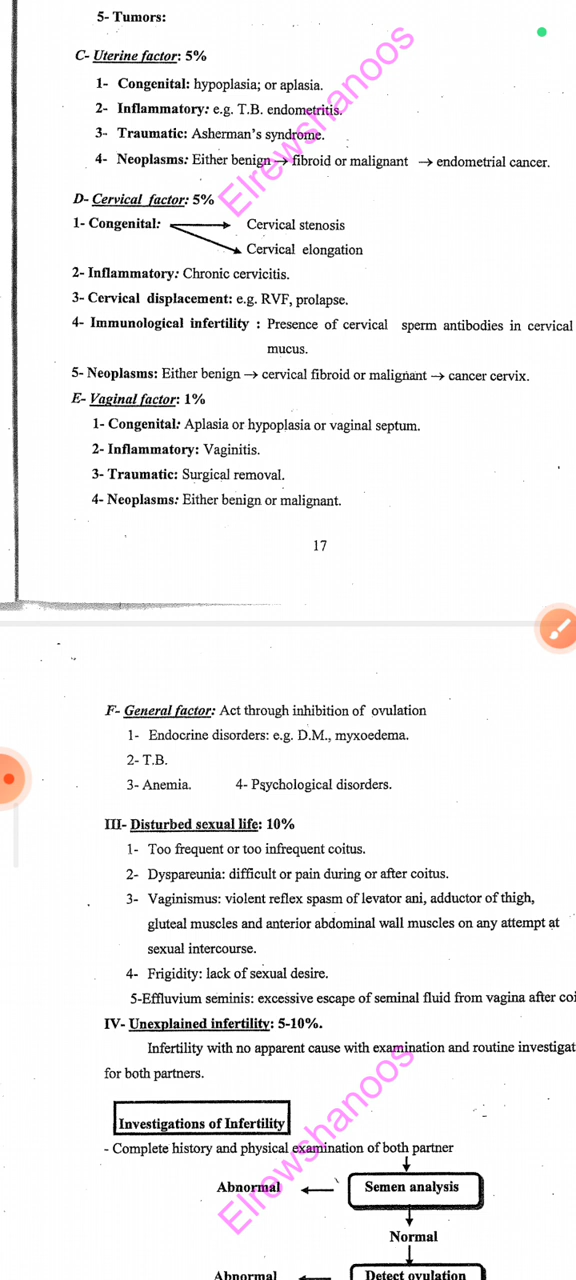 5- Tumors:
C- Uterine factor: 5%
1- Congenital: hypoplasia; or aplasia.
2- Inflammatory: e.g. T.B. endometritis.
3- Traumatic: Asherman's syndrome.
4- Neoplasms: Either benign → fibroid or malignant → endometrial cancer.
D- Cervical factor: 5%
1- Congenital: Cervical stenosis
Cervical elongation
2- Inflammatory: Chronic cervicitis.
3- Cervical displacement: e.g. RVF, prolapse.
4- Immunological infertility : Presence of cervical sperm antibodies in cervical
mucus.
5- Neoplasms: Either benign → cervical fibroid or malignant → cancer cervix.
E- Vaginal factor: 1%
1- Congenital: Aplasia or hypoplasia or vaginal septum.
2- Inflammatory: Vaginitis.
3- Traumatic: Surgical removal.
4- Neoplasms: Either benign or malignant.
17
Elrewshanoos
F- General factor: Act through inhibition of ovulation
1- Endocrine disorders: e.g. D.M., myxoedema.
2- T.B.
3- Anemia. 4- Psychological disorders.
III- Disturbed sexual life: 10%
1- Too frequent or too infrequent coitus.
2- Dyspareunia: difficult or pain during or after coitus.
3- Vaginismus: violent reflex spasm of levator ani, adductor of thigh,
gluteal muscles and anterior abdominal wall muscles on any attempt at
sexual intercourse.
4- Frigidity: lack of sexual desire.
5-Effluvium seminis: excessive escape of seminal fluid from vagina after coi
IV- Unexplained infertility: 5-10%.
Infertility with no apparent cause with examination and routine investigat
for both partners.
Investigations of Infertility
- Complete history and physical examination of both partner
Abnormal ← Semen analysis
Normal
Abnormal ← Detect ovulation
Elrewshanoos